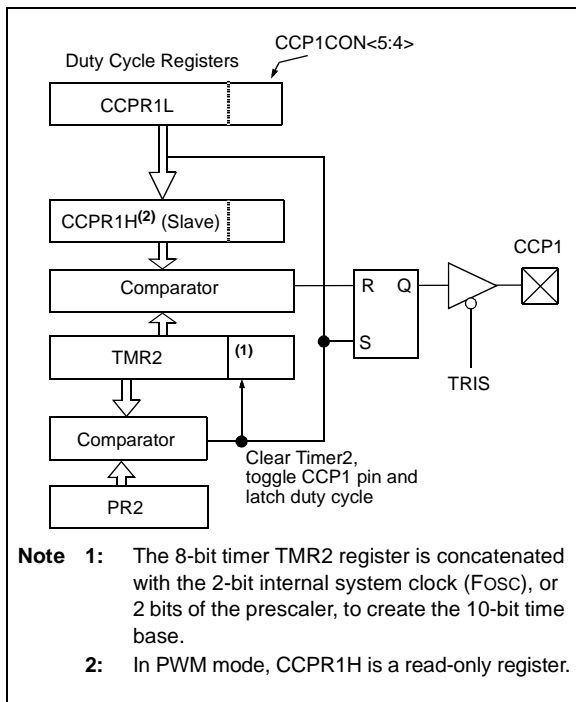 CCP1CON<5:4>
Duty Cycle Registers
CCPR1L
CCPR1H(2) (Slave)
CCP1
Comparator
R Q
TMR2
(1)
S
TRIS
Comparator
Clear Timer2,
toggle CCP1 pin and
latch duty cycle
PR2
Note 1: The 8-bit timer TMR2 register is concatenated
with the 2-bit internal system clock (FOSC), or
2 bits of the prescaler, to create the 10-bit time
base.
2: In PWM mode, CCPR1H is a read-only register.